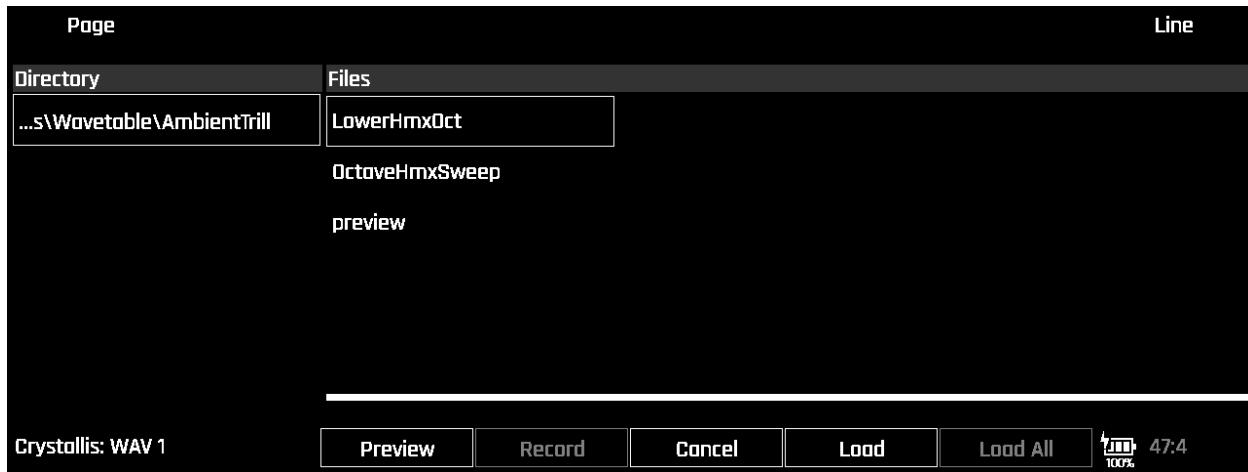 Page Line
Directory Files
...s\Wavetable\AmbientTrill LowerHmxOct
OctaveHmxSweep
preview
Crystallis: WAV 1 Preview Record Cancel Load Load All 100% 47:4